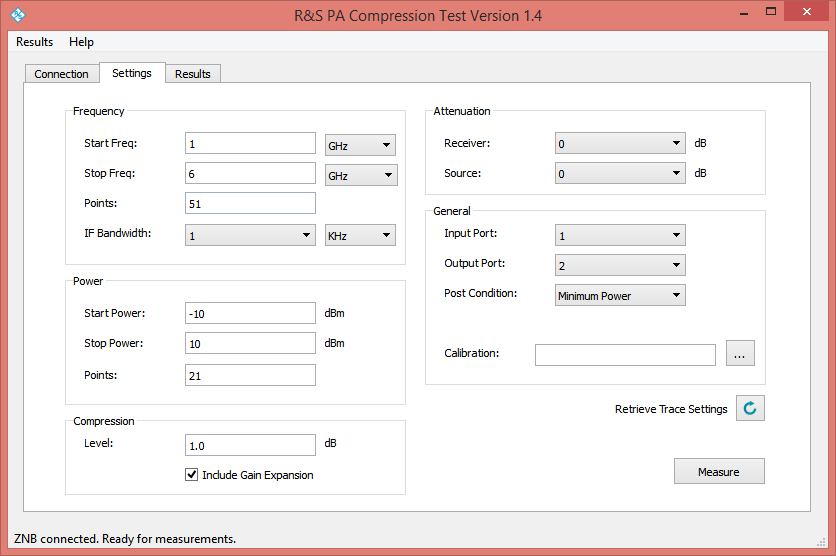 R&S PA Compression Test Version 1.4
Results Help
Connection Settings Results
Frequency
Start Freq: 1 GHz
Stop Freq: 6 GHz
Points: 51
IF Bandwidth: 1 KHz
Power
Start Power: -10 dBm
Stop Power: 10 dBm
Points: 21
Compression
Level: 1.0 dB
Include Gain Expansion
Attenuation
Receiver: 0 dB
Source: 0 dB
General
Input Port: 1
Output Port: 2
Post Condition: Minimum Power
Calibration: ...
Retrieve Trace Settings
Measure
ZNB connected. Ready for measurements.